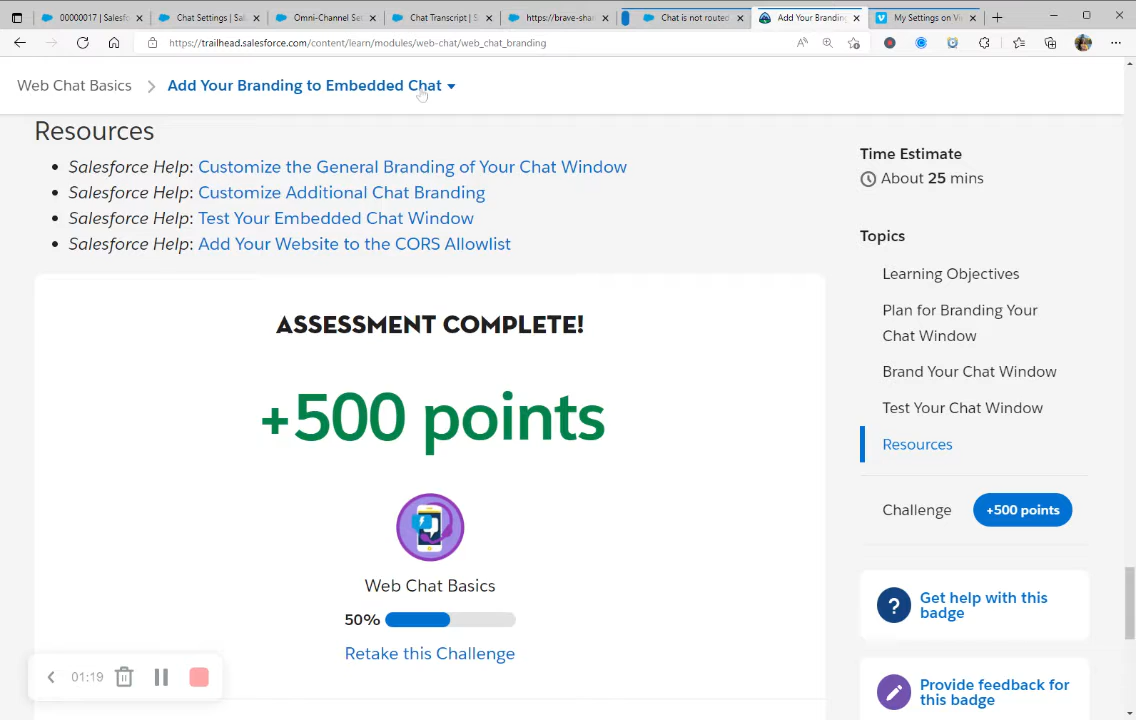 00000017 | Salesf
Chat Settings | Sal
Omni-Channel Set
Chat Transcript | S
https://brave-shar
Chat is not routed
Add Your Branding
My Settings on Vi
https://trailhead.salesforce.com/content/learn/modules/web-chat/web_chat_branding
Web Chat Basics
Add Your Branding to Embedded Chat
Resources
Salesforce Help: Customize the General Branding of Your Chat Window
Salesforce Help: Customize Additional Chat Branding
Salesforce Help: Test Your Embedded Chat Window
Salesforce Help: Add Your Website to the CORS Allowlist
Time Estimate
About 25 mins
Topics
Learning Objectives
Plan for Branding Your
Chat Window
Brand Your Chat Window
Test Your Chat Window
Resources
Challenge
+500 points
ASSESSMENT COMPLETE!
+500 points
Web Chat Basics
50%
Retake this Challenge
?
Get help with this
badge
Provide feedback for
this badge
01:19